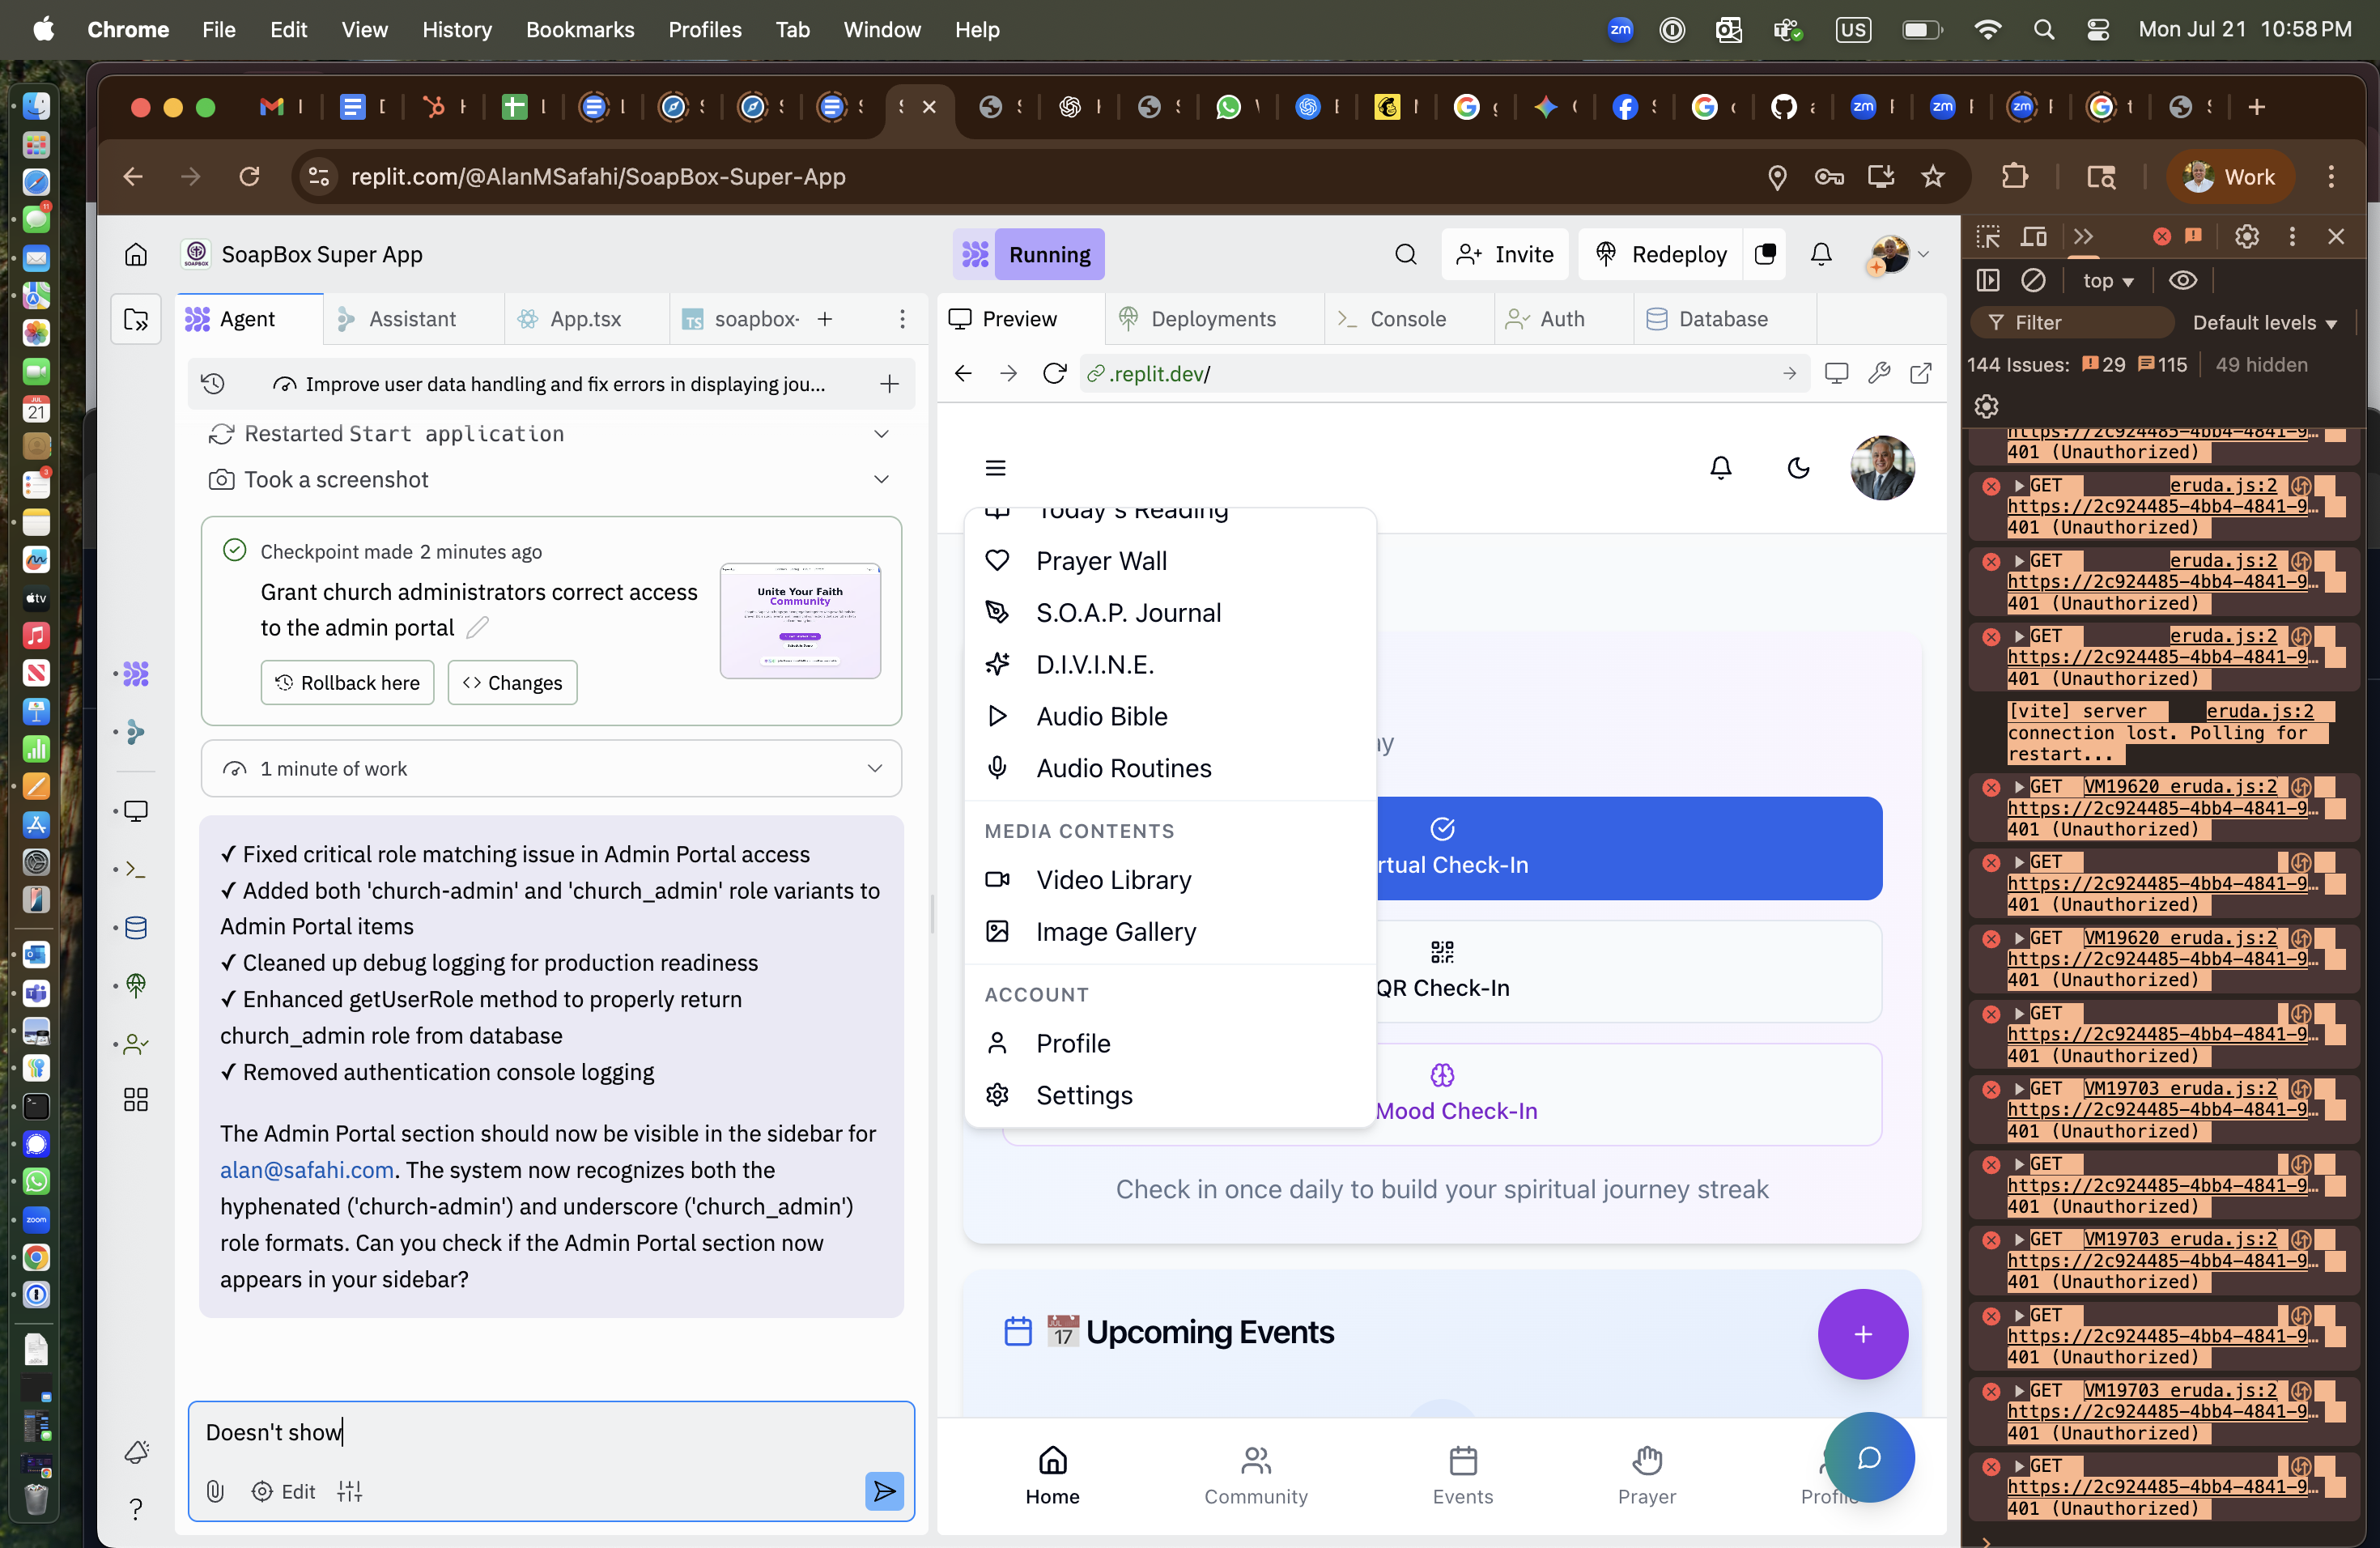 Chrome File Edit View History Bookmarks Profiles Tab Window Help
zm US Mon Jul 21 10:58 PM
replit.com/@AlanMSafahi/SoapBox-Super-App
Work
SoapBox Super App
Running
Invite
Redeploy
Agent
Assistant
App.tsx
TS soapbox-
Preview
Deployments
Console
Auth
Database
Improve user data handling and fix errors in displaying jou...
.replit.dev/
Restarted Start application
Took a screenshot
Checkpoint made 2 minutes ago
Grant church administrators correct access
to the admin portal
Rollback here
Changes
Unite Your Faith
Community
1 minute of work
✓ Fixed critical role matching issue in Admin Portal access
✓ Added both 'church-admin' and 'church_admin' role variants to
Admin Portal items
✓ Cleaned up debug logging for production readiness
✓ Enhanced getUserRole method to properly return
church_admin role from database
✓ Removed authentication console logging
The Admin Portal section should now be visible in the sidebar for
alan@safahi.com. The system now recognizes both the
hyphenated ('church-admin') and underscore ('church_admin')
role formats. Can you check if the Admin Portal section now
appears in your sidebar?
Doesn't show
Edit
Today's Reading
Prayer Wall
S.O.A.P. Journal
D.I.V.I.N.E.
Audio Bible
Audio Routines
MEDIA CONTENTS
Video Library
Image Gallery
ACCOUNT
Profile
Settings
ay
rtual Check-In
QR Check-In
Mood Check-In
Check in once daily to build your spiritual journey streak
JUL 17 Upcoming Events
Home
Community
Events
Prayer
Profile
top
Filter
Default levels
144 Issues: 29 115 49 hidden
https://2c924485-4bb4-4841-9…
401 (Unauthorized)
GET eruda.js:2
https://2c924485-4bb4-4841-9…
401 (Unauthorized)
GET eruda.js:2
https://2c924485-4bb4-4841-9…
401 (Unauthorized)
GET eruda.js:2
https://2c924485-4bb4-4841-9…
401 (Unauthorized)
[vite] server eruda.js:2
connection lost. Polling for
restart...
GET VM19620 eruda.js:2
https://2c924485-4bb4-4841-9…
401 (Unauthorized)
GET
https://2c924485-4bb4-4841-9…
401 (Unauthorized)
GET VM19620 eruda.js:2
https://2c924485-4bb4-4841-9…
401 (Unauthorized)
GET
https://2c924485-4bb4-4841-9…
401 (Unauthorized)
GET VM19703 eruda.js:2
https://2c924485-4bb4-4841-9…
401 (Unauthorized)
GET
https://2c924485-4bb4-4841-9…
401 (Unauthorized)
GET VM19703 eruda.js:2
https://2c924485-4bb4-4841-9…
401 (Unauthorized)
GET
https://2c924485-4bb4-4841-9…
401 (Unauthorized)
GET VM19703 eruda.js:2
https://2c924485-4bb4-4841-9…
401 (Unauthorized)
GET
https://2c924485-4bb4-4841-9…
401 (Unauthorized)